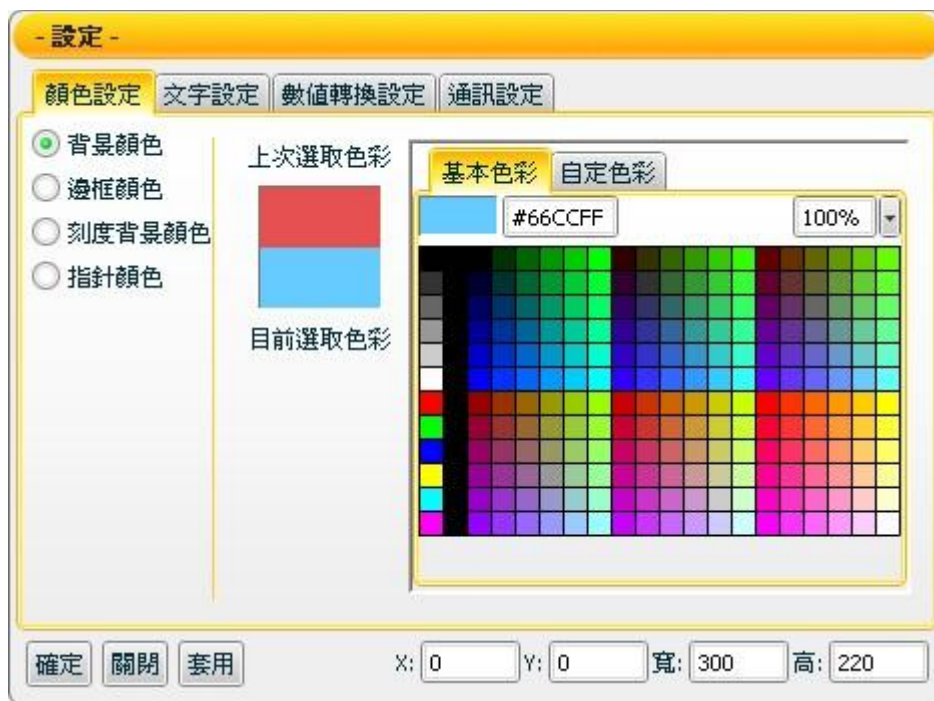 - 設定 -
顏色設定 文字設定 數值轉換設定 通訊設定
背景顏色
邊框顏色
刻度背景顏色
指針顏色
上次選取色彩
目前選取色彩
基本色彩 自定色彩
#66CCFF 100%
確定 關閉 套用 X: 0 Y: 0 寬: 300 高: 220